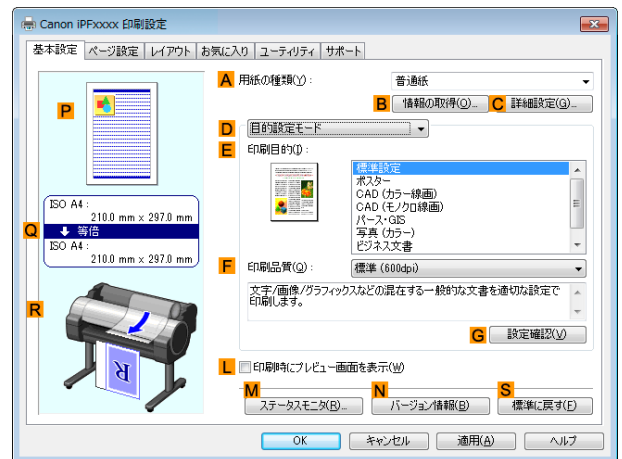 Canon iPFxxxx 印刷設定
基本設定 ページ設定 レイアウト お気に入り ユーティリティ サポート
A 用紙の種類(Y): 普通紙
B 情報の取得(O)... C 詳細設定(G)...
P
D 目的設定モード
E 印刷目的(I):
標準設定
ポスター
CAD (カラー線画)
CAD (モノクロ線画)
パース・GIS
写真 (カラー)
ビジネス文書
ISO A4 :
210.0 mm × 297.0 mm
Q 等倍
ISO A4 :
210.0 mm × 297.0 mm
F 印刷品質(Q): 標準 (600dpi)
文字/画像/グラフィックスなどの混在する一般的な文書を適切な設定で
印刷します。
R
G 設定確認(V)
L 印刷時にプレビュー画面を表示(W)
M N S
ステータスモニタ(R)... バージョン情報(B) 標準に戻す(F)
OK キャンセル 適用(A) ヘルプ